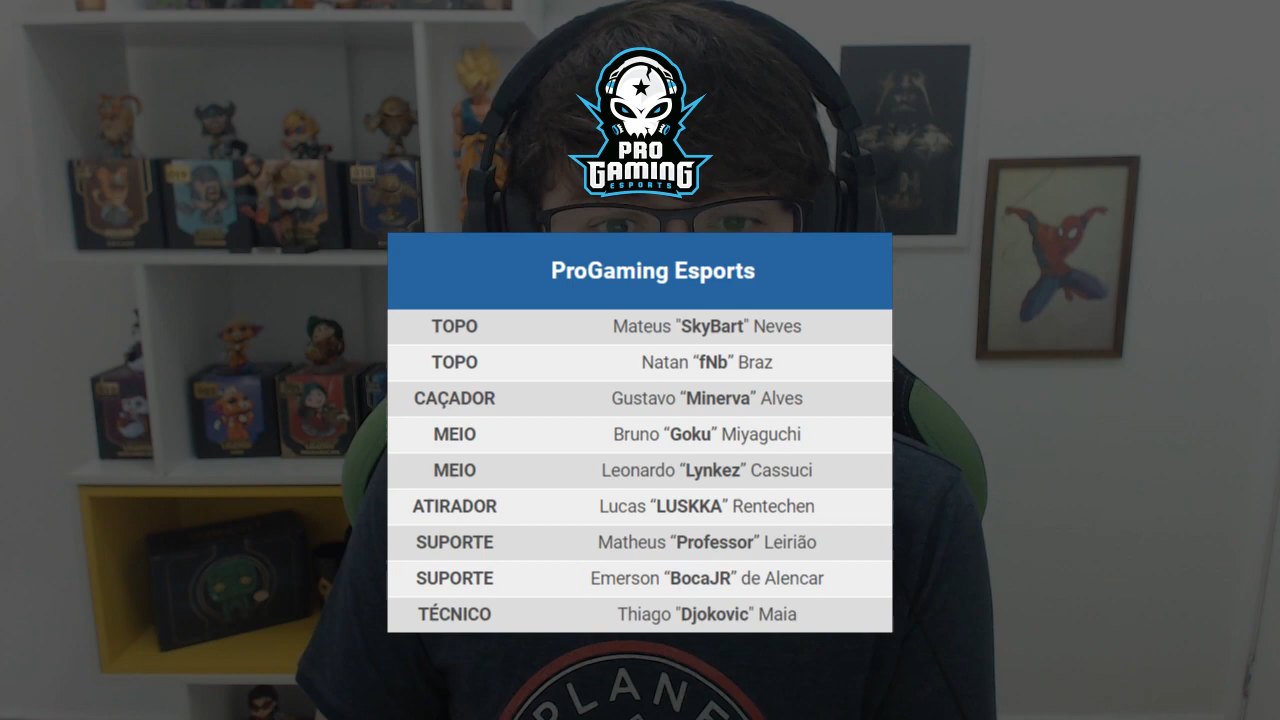 PRO
GAMING
ESPORTS
ProGaming Esports
TOPO Mateus "SkyBart" Neves
TOPO Natan “fNb” Braz
CAÇADOR Gustavo “Minerva” Alves
MEIO Bruno “Goku” Miyaguchi
MEIO Leonardo “Lynkez” Cassuci
ATIRADOR Lucas “LUSKKA” Rentechen
SUPORTE Matheus “Professor” Leirião
SUPORTE Emerson “BocaJR” de Alencar
TÉCNICO Thiago "Djokovic" Maia
PLANE